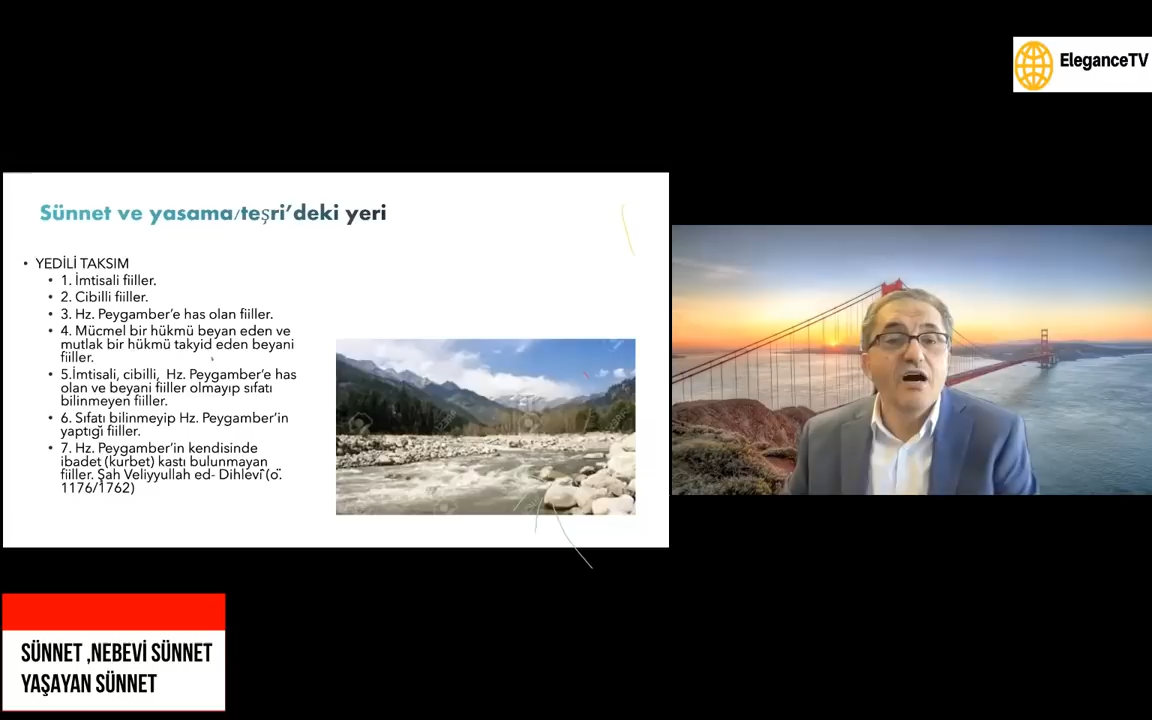 EleganceTV
Sünnet ve yasama/teşri’deki yeri
• YEDİLİ TAKSIM
• 1. İmtisali fiiller.
• 2. Cibilli fiiller.
• 3. Hz. Peygamber’e has olan fiiller.
• 4. Mücmel bir hükmü beyan eden ve
mutlak bir hükmü takyid eden beyani
fiiller.
• 5.İmtisali, cibilli, Hz. Peygamber’e has
olan ve beyani fiiller olmayıp sıfatı
bilinmeyen fiiller.
• 6. Sıfatı bilinmeyip Hz. Peygamber’in
yaptığı fiiller.
• 7. Hz. Peygamber’in kendisinde
ibadet (kurbet) kastı bulunmayan
fiiller. Şah Veliyyullah ed- Dihlevî (ö.
1176/1762)
SÜNNET ,NEBEVİ SÜNNET
YAŞAYAN SÜNNET